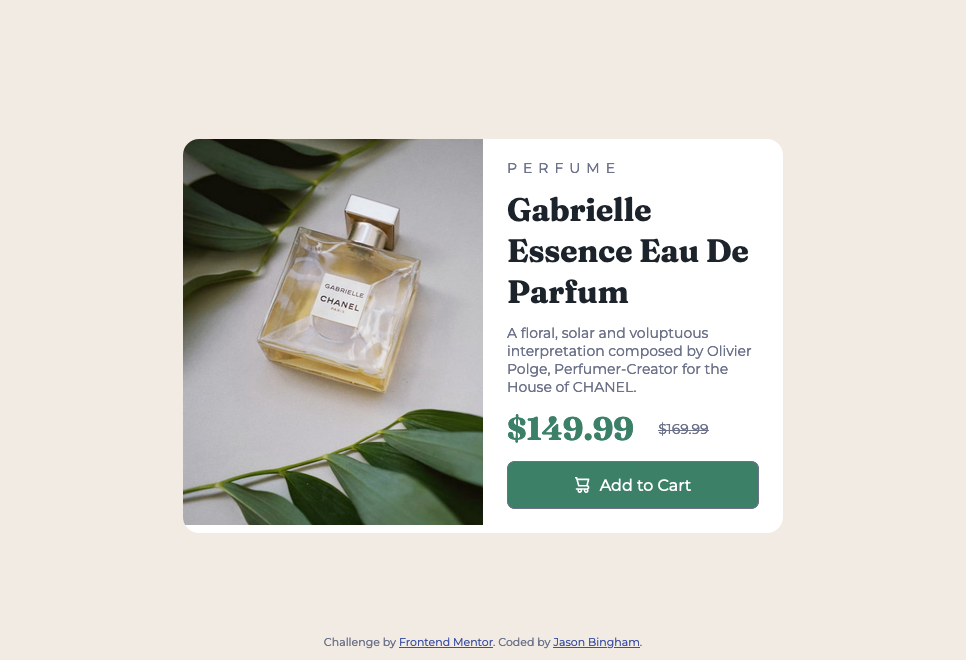 GABRIELLE
CHANEL
PARIS
PERFUME
Gabrielle
Essence Eau De
Parfum
A floral, solar and voluptuous
interpretation composed by Olivier
Polge, Perfumer-Creator for the
House of CHANEL.
$149.99 $169.99
Add to Cart
Challenge by Frontend Mentor. Coded by Jason Bingham.